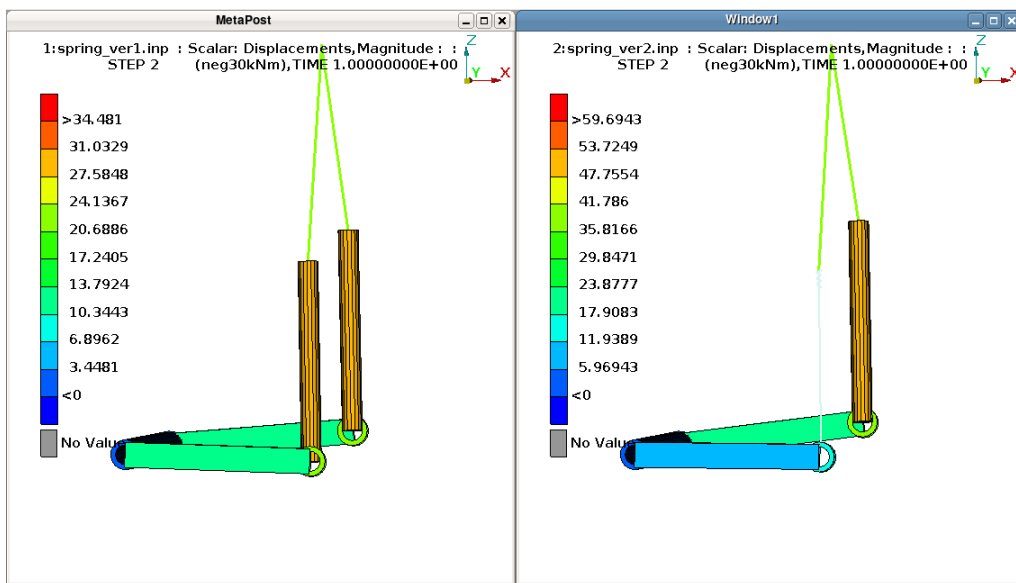 MetaPost
1:spring_ver1.inp : Scalar: Displacements,Magnitude : :
STEP 2 (neg30kNm),TIME 1.00000000E+00
Z
Y
X
>34.481
31.0329
27.5848
24.1367
20.6886
17.2405
13.7924
10.3443
6.8962
3.4481
<0
No Valu
Window1
2:spring_ver2.inp : Scalar: Displacements,Magnitude : :
STEP 2 (neg30kNm),TIME 1.00000000E+00
Z
Y
X
>59.6943
53.7249
47.7554
41.786
35.8166
29.8471
23.8777
17.9083
11.9389
5.96943
<0
No Value